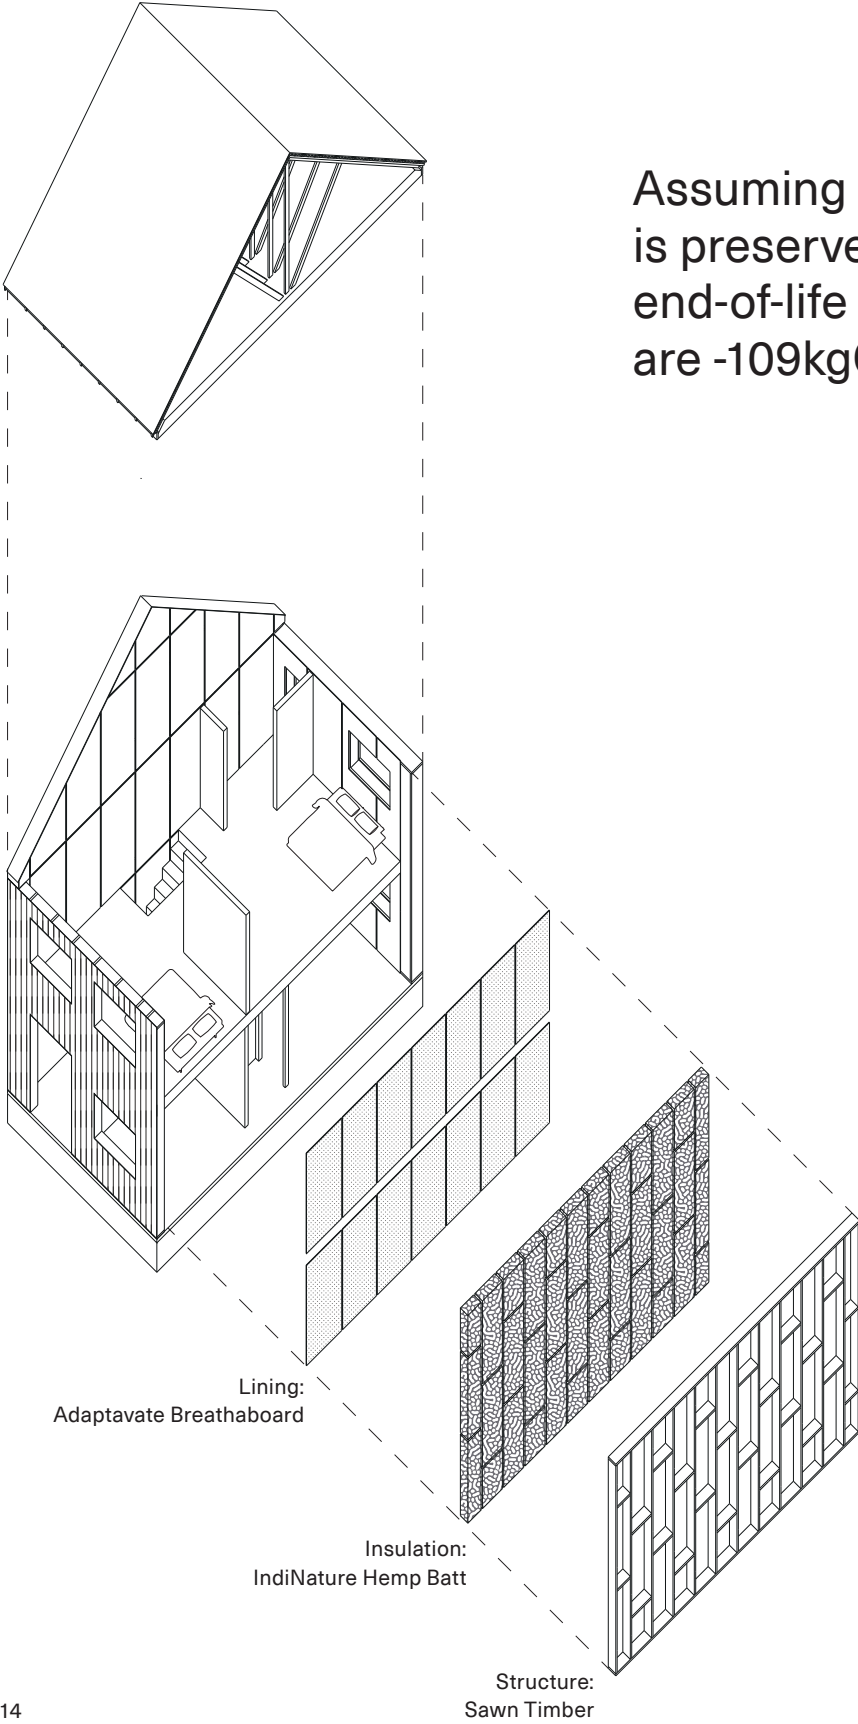 Assuming
is preserve
end-of-life
are -109kg
Lining:
Adaptavate Breathaboard
Insulation:
IndiNature Hemp Batt
Structure:
Sawn Timber
14